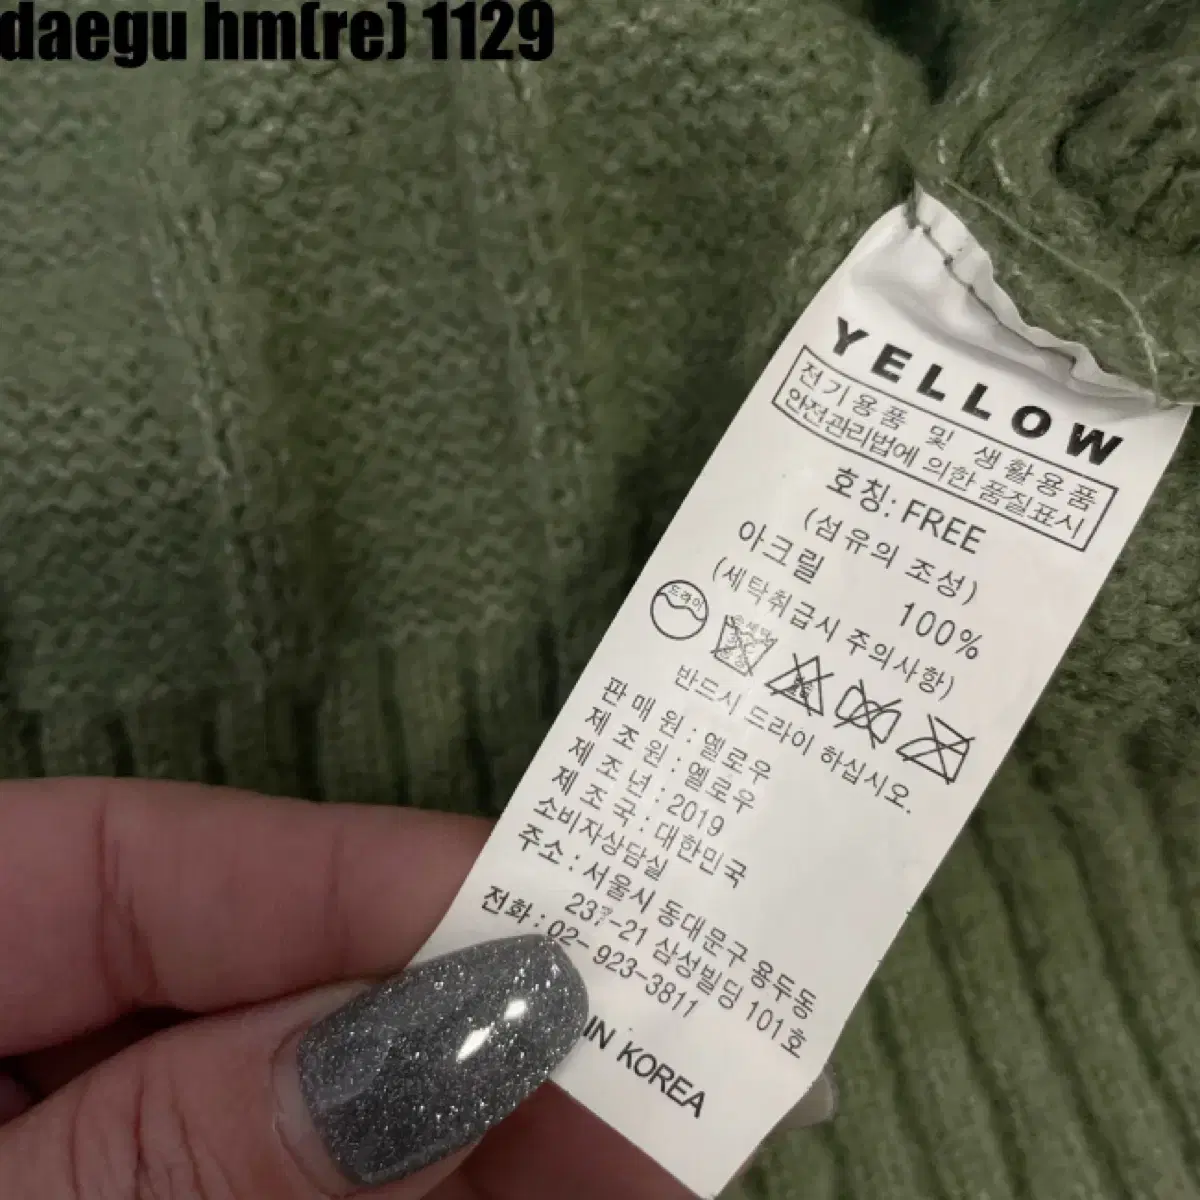 daegu hm(re) 1129
YELLOW
전기용품 및 생활용품
안전관리법에 의한 품질표시
호칭: FREE
(섬유의 조성)
아크릴 100%
(세탁취급시 주의사항)
드라이
반드시 드라이 하십시오.
판매원 : 옐로우
제조원 : 옐로우
제조년 : 2019
제조국 : 대한민국
소비자상담실
주소 : 서울시 동대문구 용두동
237-21 삼성빌딩 101호
전화 : 02-923-3811
IN KOREA